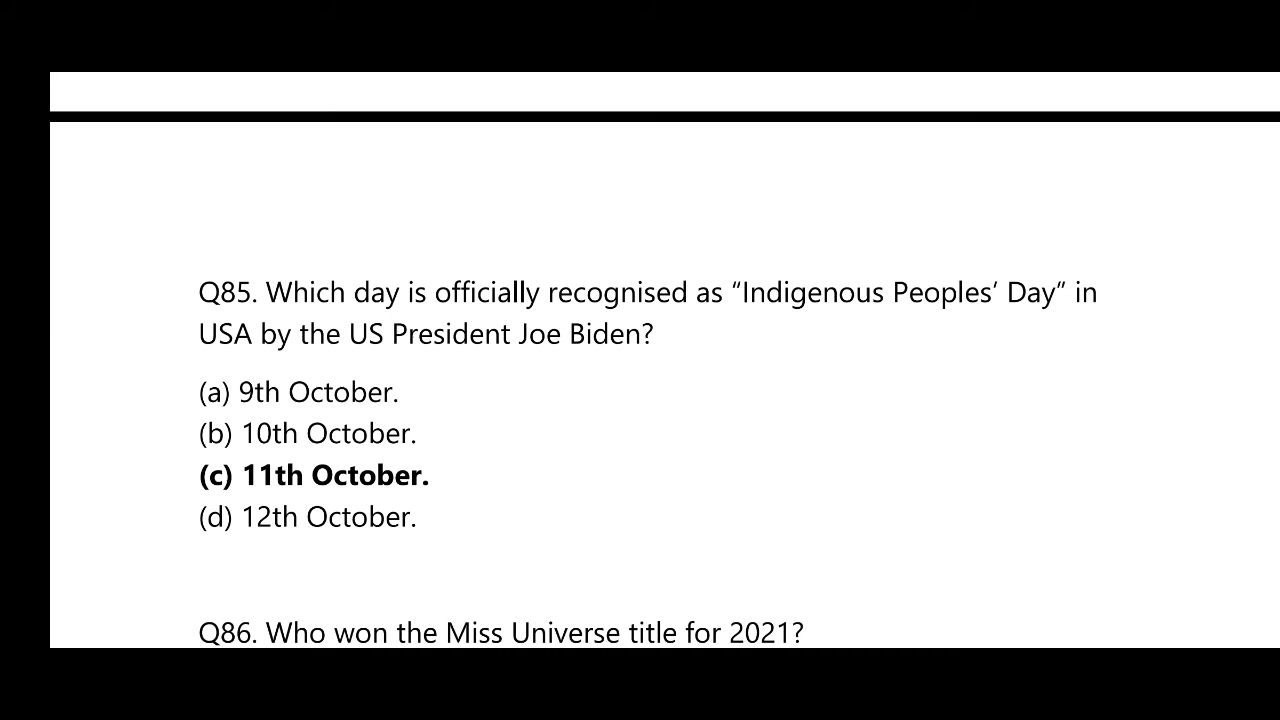 Q85. Which day is officially recognised as “Indigenous Peoples’ Day” in
USA by the US President Joe Biden?
(a) 9th October.
(b) 10th October.
(c) 11th October.
(d) 12th October.
Q86. Who won the Miss Universe title for 2021?